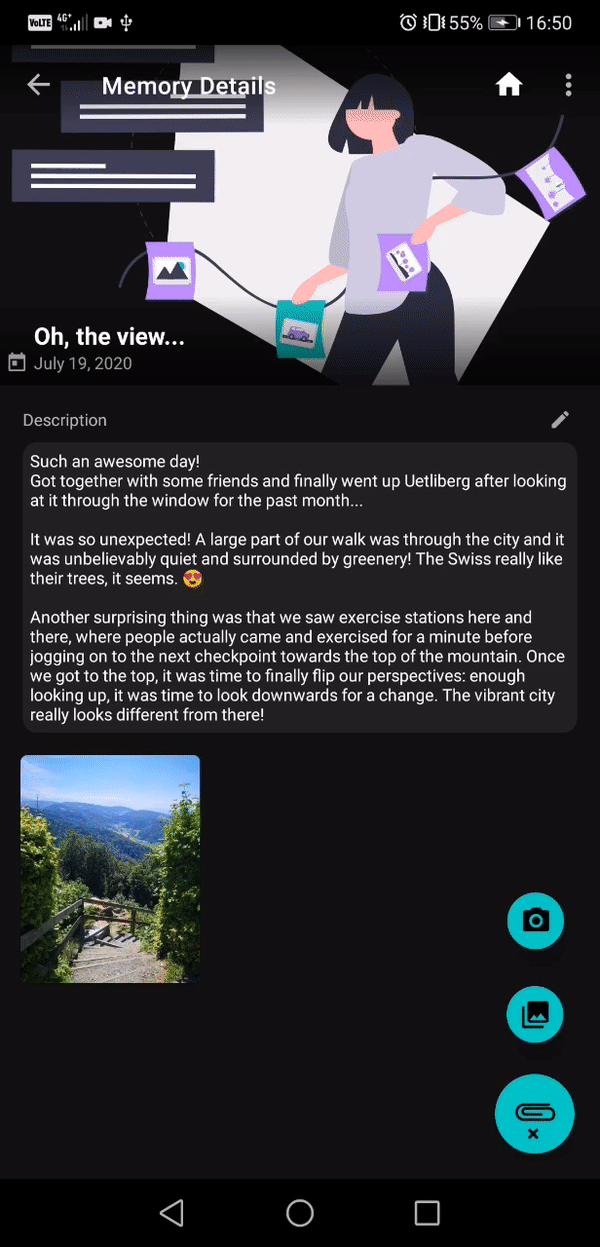 VoLTE 4G+ 55% 16:50
Memory Details
Oh, the view...
July 19, 2020
Description
Such an awesome day!
Got together with some friends and finally went up Uetliberg after looking
at it through the window for the past month...
It was so unexpected! A large part of our walk was through the city and it
was unbelievably quiet and surrounded by greenery! The Swiss really like
their trees, it seems. 😍
Another surprising thing was that we saw exercise stations here and
there, where people actually came and exercised for a minute before
jogging on to the next checkpoint towards the top of the mountain. Once
we got to the top, it was time to finally flip our perspectives: enough
looking up, it was time to look downwards for a change. The vibrant city
really looks different from there!